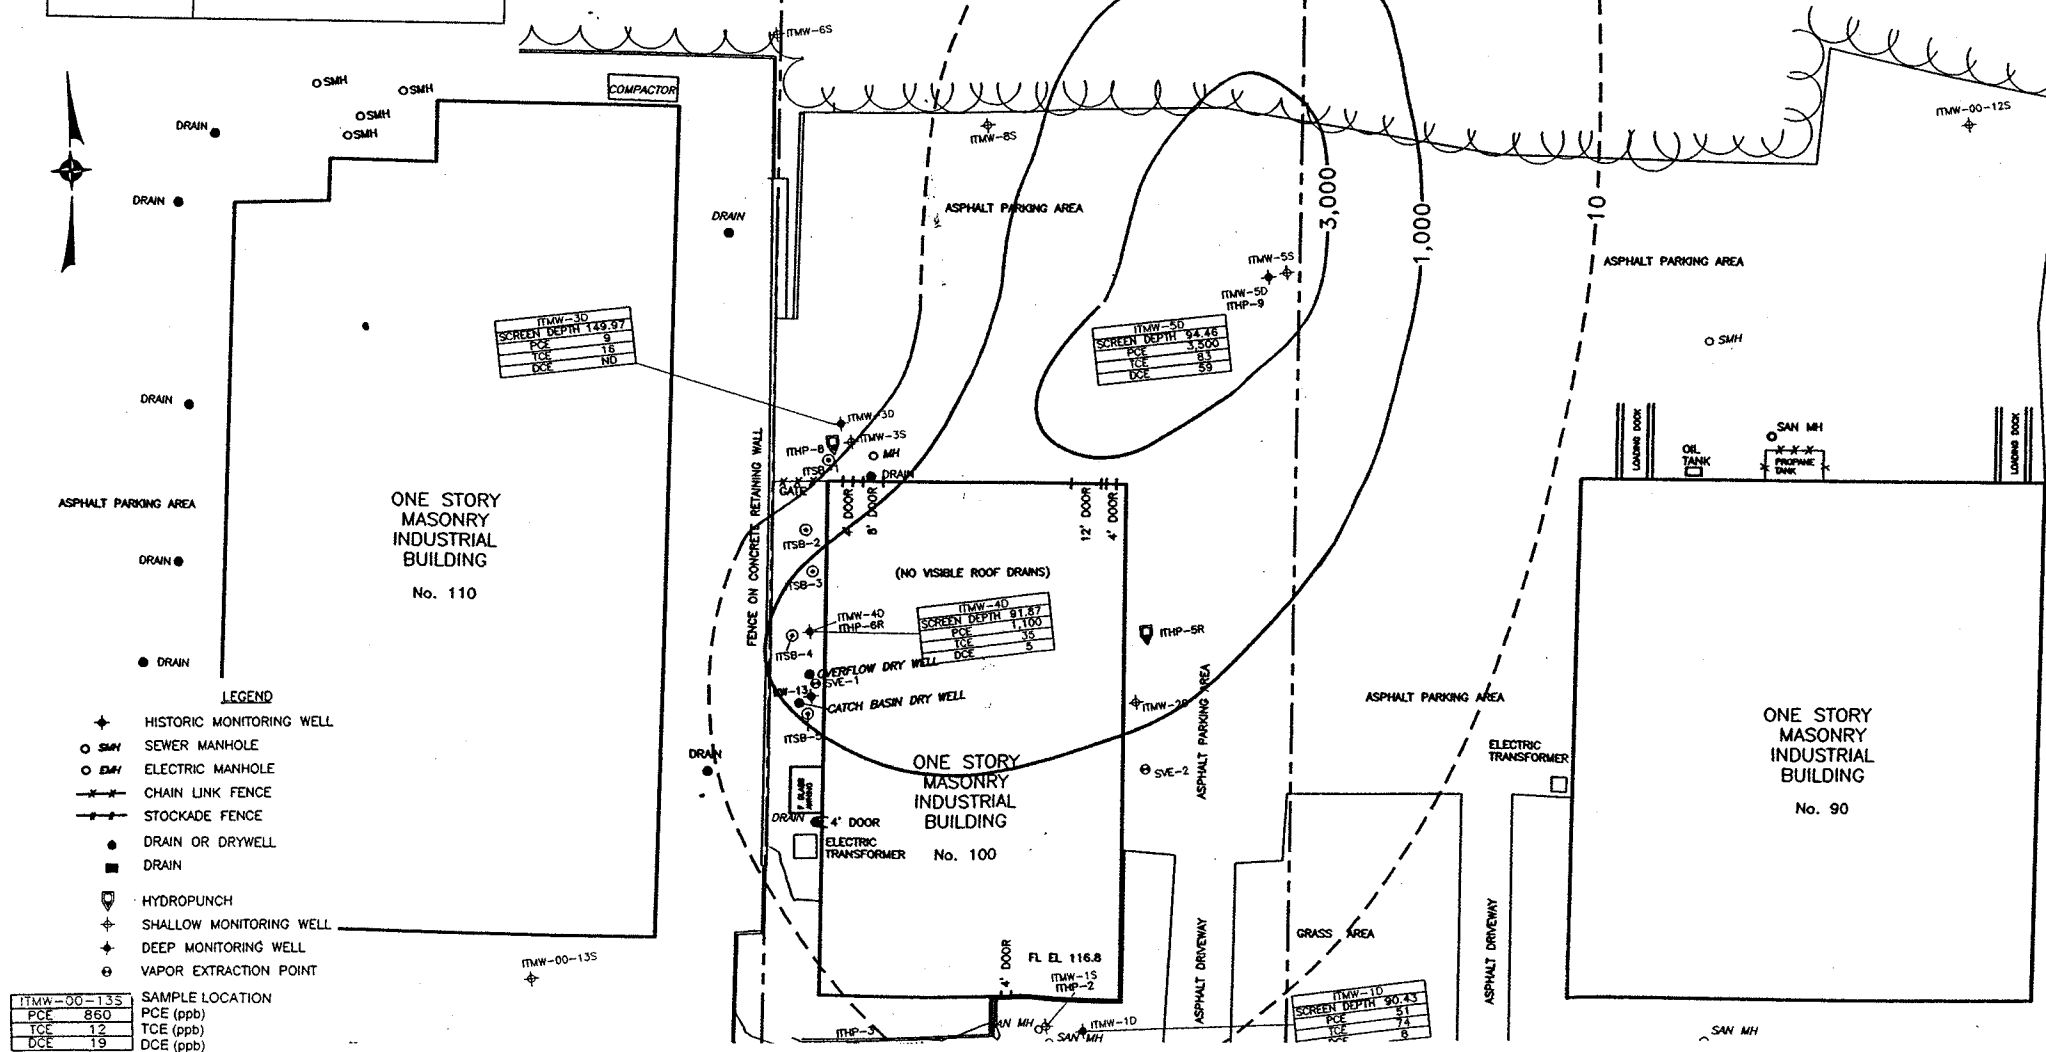 ITMW-6S
SMH
SMH
SMH
SMH
COMPACTOR
DRAIN
ITMW-8S
ITMW-00-12S
DRAIN
DRAIN
ASPHALT PARKING AREA
3,000
1,000
10
ASPHALT PARKING AREA
ITMW-5S
ITMW-5D
ITHP-9
SMH
ITMW-3D
SCREEN DEPTH 149.97
PCE 9
TCE 16
DCE ND
ITMW-5D
SCREEN DEPTH 94.46
PCE 3,500
TCE 83
DCE 59
DRAIN
ITMW-3D
ITMW-3S
ITHP-8
MH
ITSB-1
DRAIN
GATE
4' DOOR
8' DOOR
12' DOOR
4' DOOR
FENCE ON CONCRETE RETAINING WALL
LOADING DOCK
OIL
TANK
SAN MH
PROPANE
TANK
LOADING DOCK
ASPHALT PARKING AREA
ONE STORY
MASONRY
INDUSTRIAL
BUILDING
No. 110
DRAIN
ITSB-2
ITSB-3
(NO VISIBLE ROOF DRAINS)
ITMW-4D
ITHP-6R
ITMW-4D
SCREEN DEPTH 91.87
PCE 1,100
TCE 35
DCE 5
ITHP-5R
ITSB-4
OVERFLOW DRY WELL
SVE-1
CATCH BASIN DRY WELL
ITSB-5
ASPHALT PARKING AREA
ASPHALT PARKING AREA
DRAIN
DRAIN
SVE-2
ONE STORY
MASONRY
INDUSTRIAL
BUILDING
No. 100
ELECTRIC
TRANSFORMER
ONE STORY
MASONRY
INDUSTRIAL
BUILDING
No. 90
DRAIN
4' DOOR
ELECTRIC
TRANSFORMER
LEGEND
HISTORIC MONITORING WELL
SMH SEWER MANHOLE
EMH ELECTRIC MANHOLE
CHAIN LINK FENCE
STOCKADE FENCE
DRAIN OR DRYWELL
DRAIN
HYDROPUNCH
SHALLOW MONITORING WELL
DEEP MONITORING WELL
VAPOR EXTRACTION POINT
ITMW-00-13S SAMPLE LOCATION
PCE 860 PCE (ppb)
TCE 12 TCE (ppb)
DCE 19 DCE (ppb)
ITMW-00-13S
4' DOOR
FL EL 116.8
ITMW-1S
ITHP-2
ITHP-3
SAN MH
ITMW-1D
ASPHALT DRIVEWAY
GRASS AREA
ASPHALT DRIVEWAY
ITMW-1D
SCREEN DEPTH 90.43
PCE 51
TCE 74
DCE 8
SAN MH